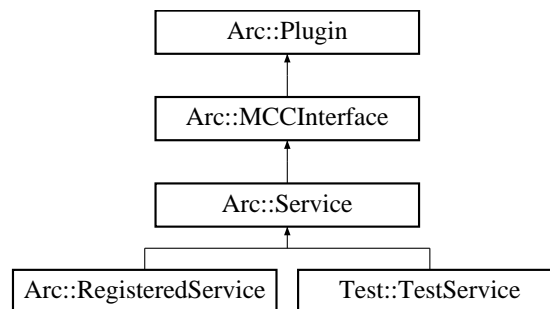 Arc::Plugin
Arc::MCCInterface
Arc::Service
Arc::RegisteredService
Test::TestService